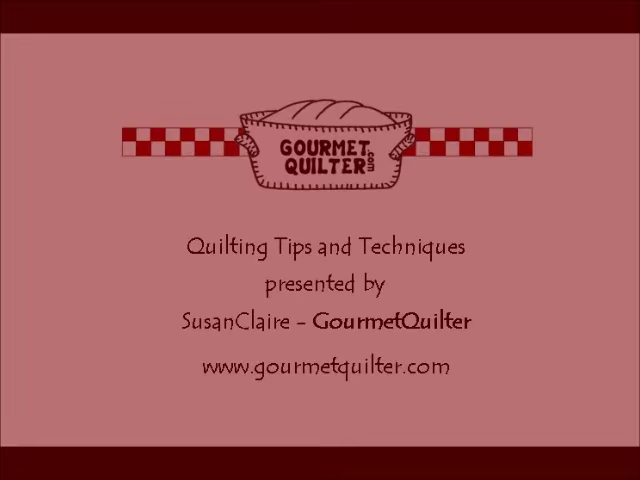 GOURMET
QUILTER.com
Quilting Tips and Techniques
presented by
SusanClaire - GourmetQuilter
www.gourmetquilter.com